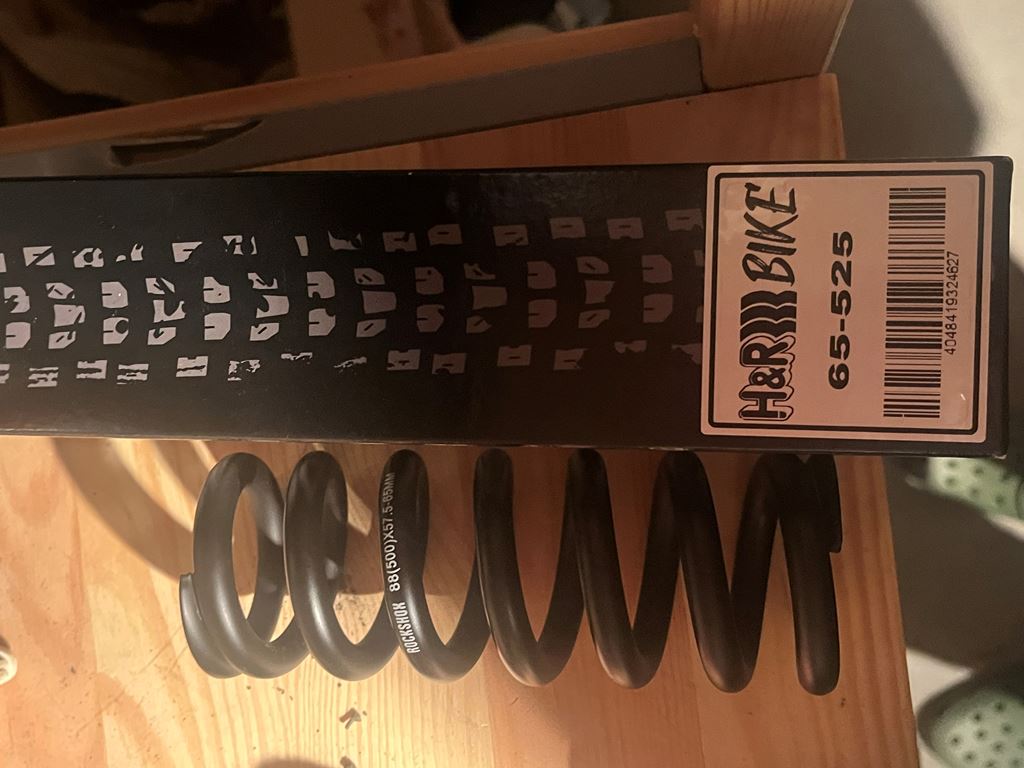 H&R BIKE
65-525
4048419324627
ROCKSHOX 88(500)X57.5-65MM